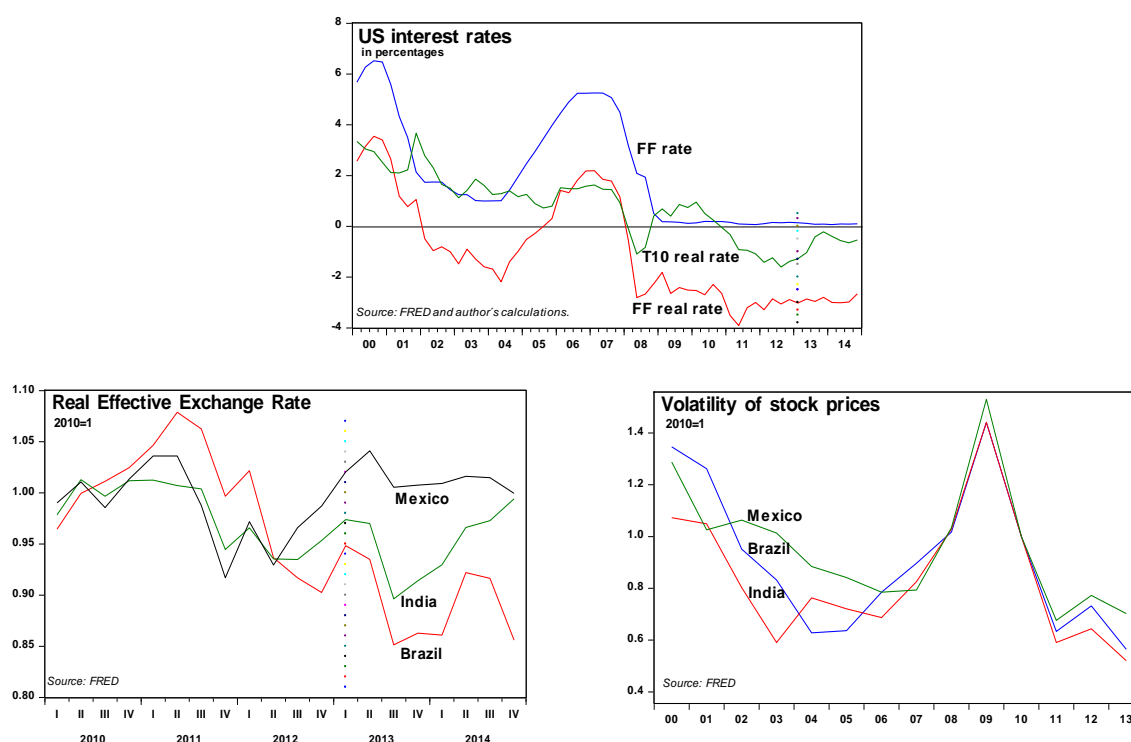 US interest rates
in percentages
8
6
4
2
0
-2
-4
FF rate
T10 real rate
FF real rate
Source: FRED and author's calculations.
00 01 02 03 04 05 06 07 08 09 10 11 12 13 14
Real Effective Exchange Rate
2010=1
1.10
1.05
1.00
0.95
0.90
0.85
0.80
Mexico
India
Brazil
Source: FRED
I II III IV I II III IV I II III IV I II III IV I II III IV
2010 2011 2012 2013 2014
Volatility of stock prices
2010=1
1.4
1.2
1.0
0.8
0.6
0.4
Mexico
Brazil
India
Source: FRED
00 01 02 03 04 05 06 07 08 09 10 11 12 13